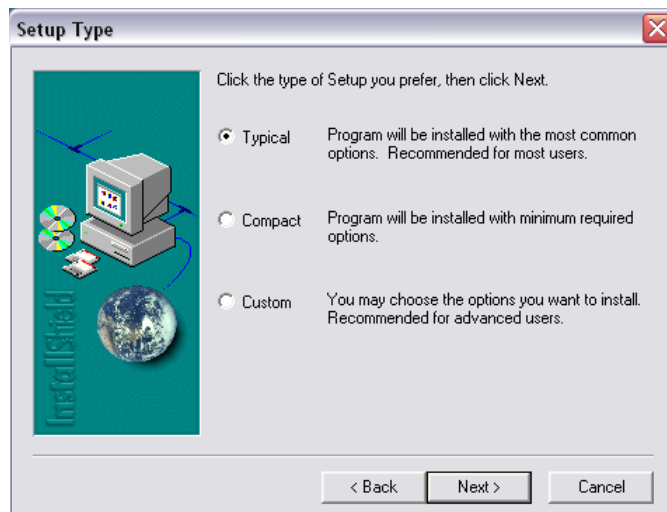 Setup Type
Click the type of Setup you prefer, then click Next.
Typical Program will be installed with the most common
options. Recommended for most users.
Compact Program will be installed with minimum required
options.
Custom You may choose the options you want to install.
Recommended for advanced users.
InstallShield
< Back Next > Cancel